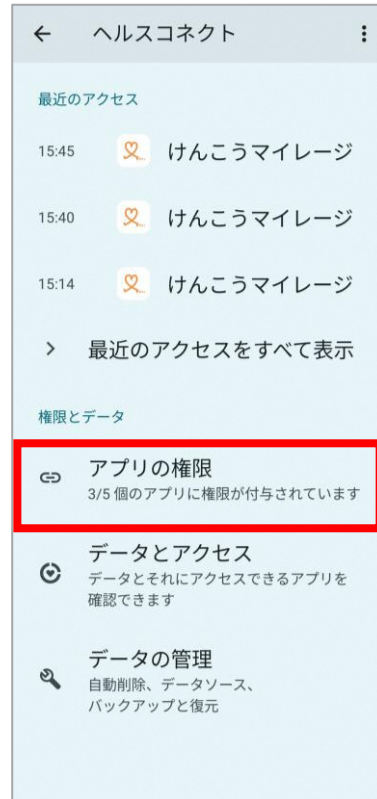 ヘルスコネクト
最近のアクセス
15:45 けんこうマイレージ
15:40 けんこうマイレージ
15:14 けんこうマイレージ
最近のアクセスをすべて表示
権限とデータ
アプリの権限
3/5 個のアプリに権限が付与されています
データとアクセス
データとそれにアクセスできるアプリを
確認できます
データの管理
自動削除、データソース、
バックアップと復元